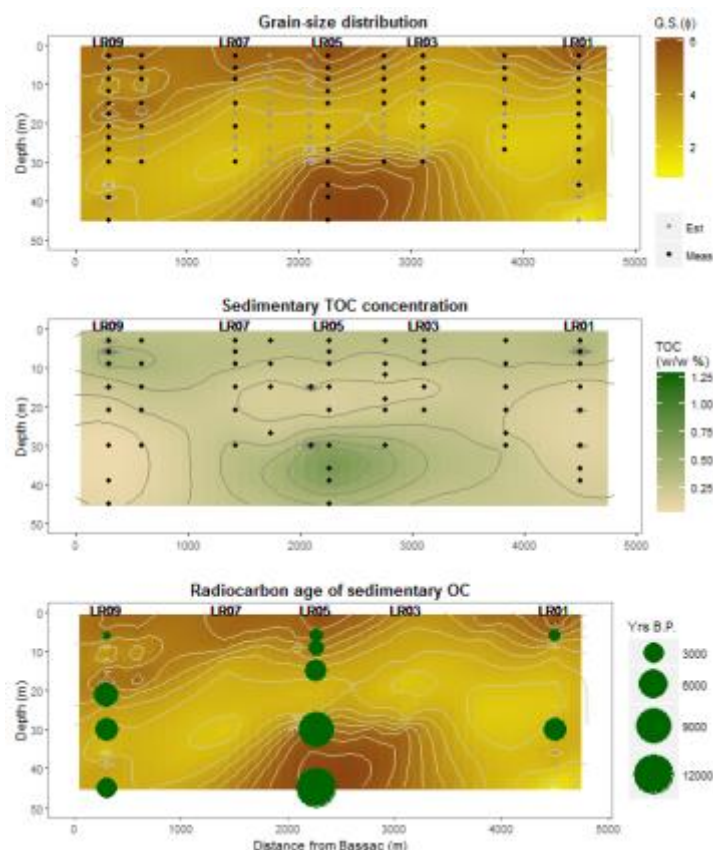 Grain-size distribution
LR09 LR07 LR05 LR03 LR01
G.S.(ϕ)
0
10
20
30
40
50
Depth (m)
6
4
2
Est
Meas
0 1000 2000 3000 4000 5000
Sedimentary TOC concentration
LR09 LR07 LR05 LR03 LR01
TOC
(w/w %)
0
10
20
30
40
50
Depth (m)
1.25
1.00
0.75
0.50
0.25
0 1000 2000 3000 4000 5000
Radiocarbon age of sedimentary OC
LR09 LR07 LR05 LR03 LR01
Yrs B.P.
0
10
20
30
40
50
Depth (m)
3000
6000
9000
12000
0 1000 2000 3000 4000 5000
Distance from Bassac (m)